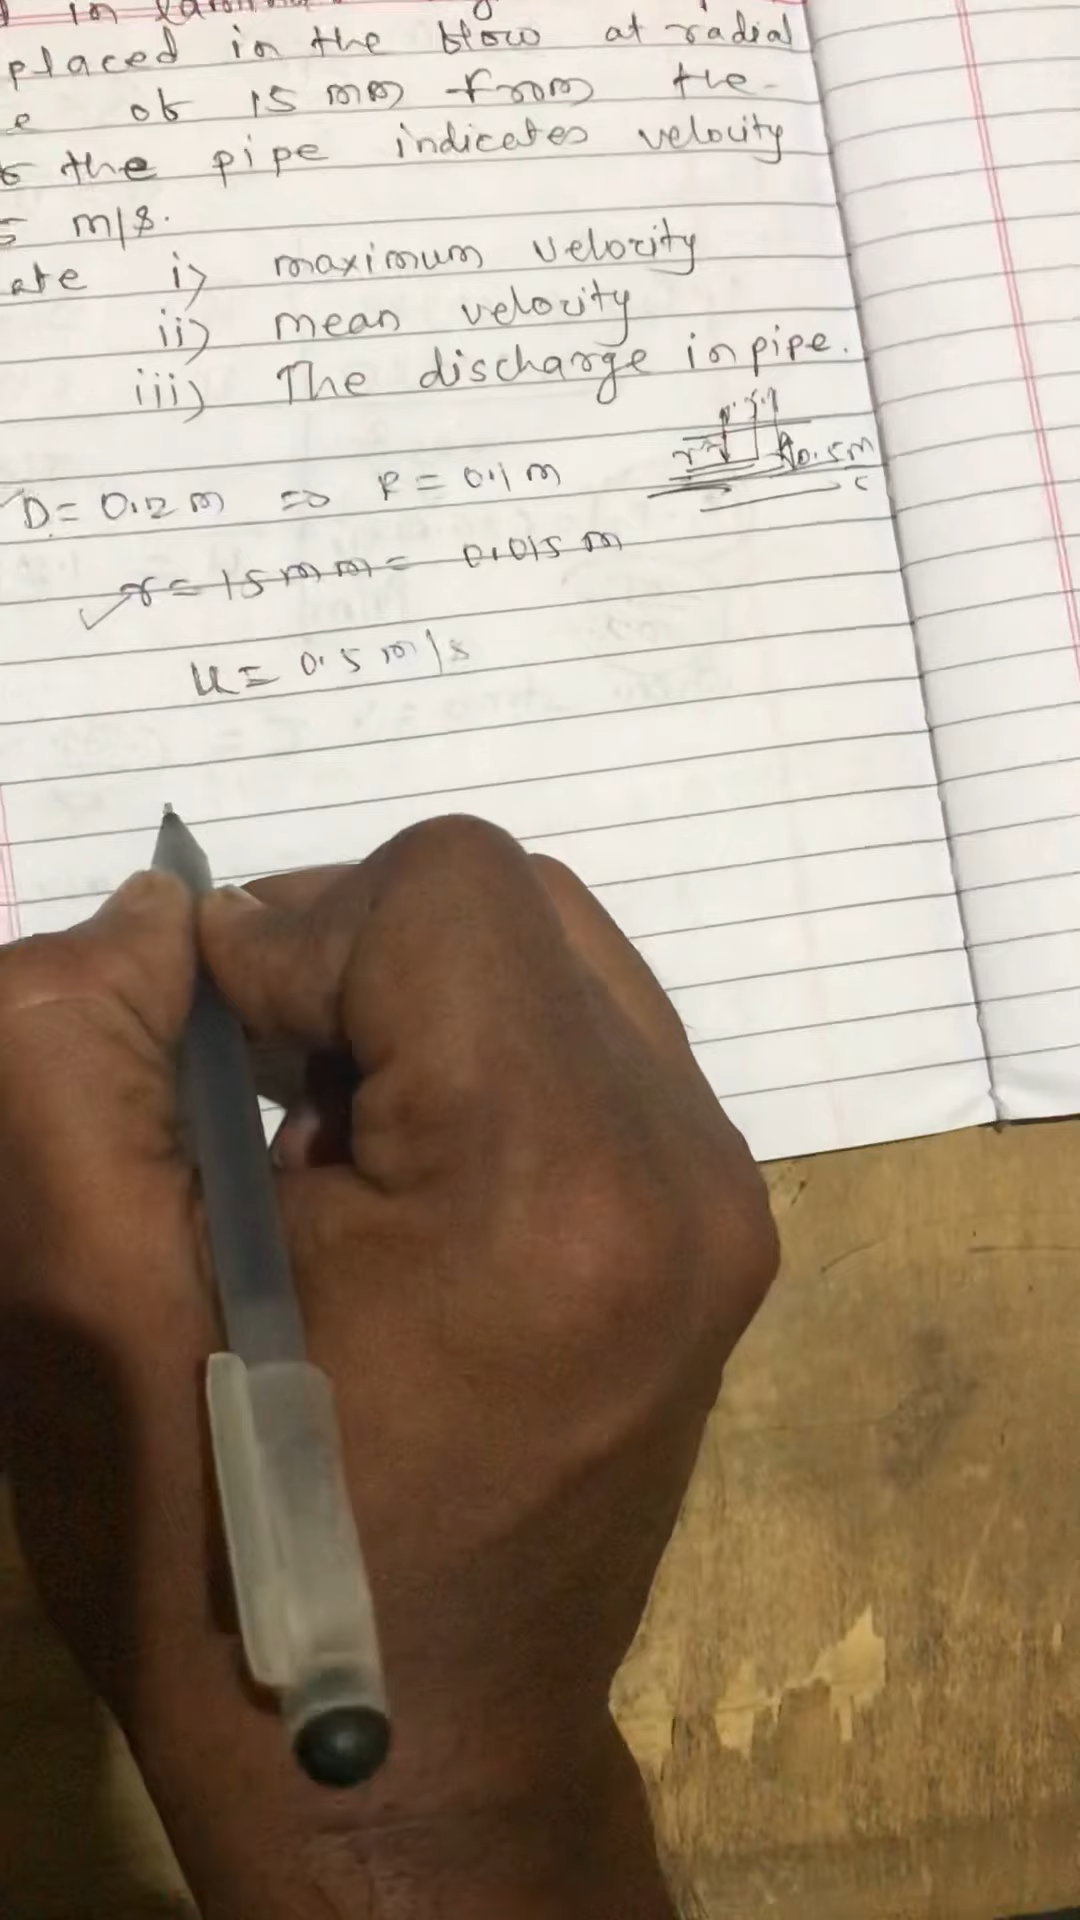 in
placed in the flow at radial
e of 15 mm from the
the pipe indicates velocity
m/s.
ate i) maximum velocity
ii) mean velocity
iii) The discharge in pipe.
D = 0.2 m ⇒ R = 0.1 m
r = 15 mm = 0.015 m
u = 0.5 m/s